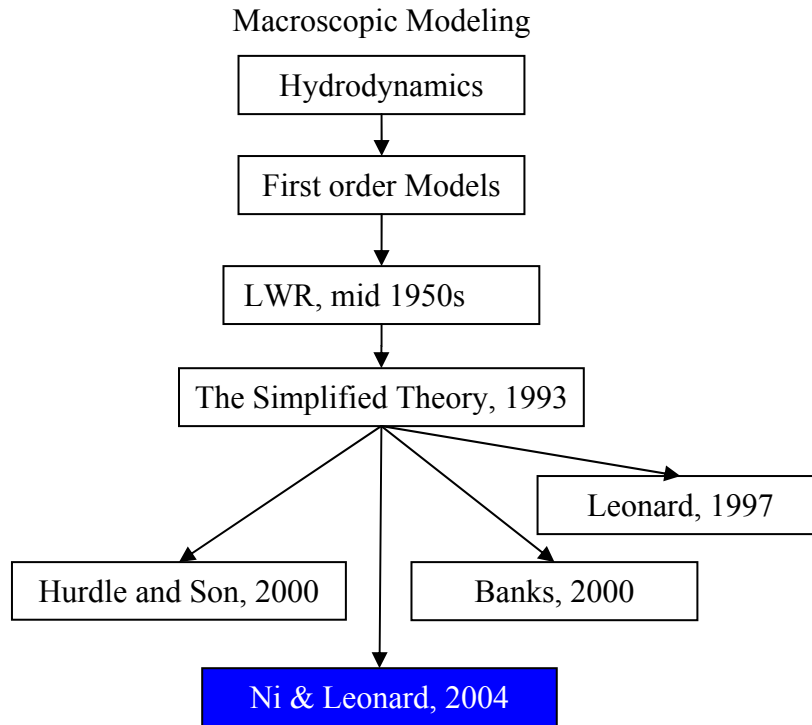 Macroscopic Modeling
Hydrodynamics
First order Models
LWR, mid 1950s
The Simplified Theory, 1993
Leonard, 1997
Hurdle and Son, 2000
Banks, 2000
Ni & Leonard, 2004